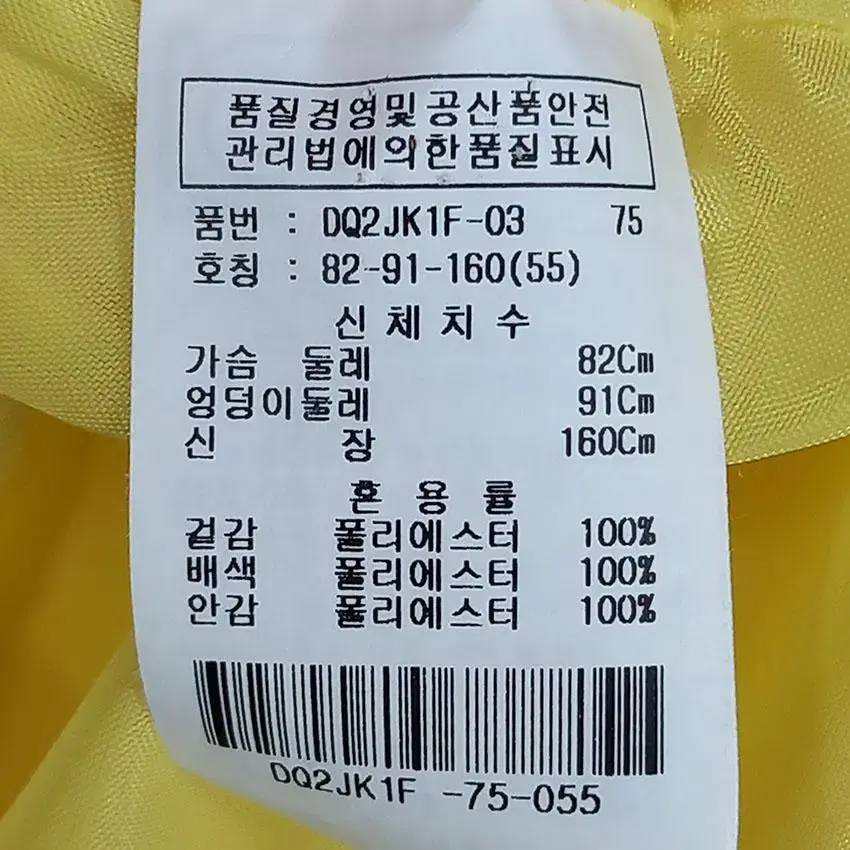 품질경영및공산품안전
관리법에의한품질표시
품번 : DQ2JK1F-03 75
호칭 : 82-91-160(55)
신 체 치 수
가슴 둘레 82Cm
엉덩이둘레 91Cm
신 장 160Cm
혼 용 률
겉감 폴리에스터 100%
배색 폴리에스터 100%
안감 폴리에스터 100%
DQ2JK1F -75-055